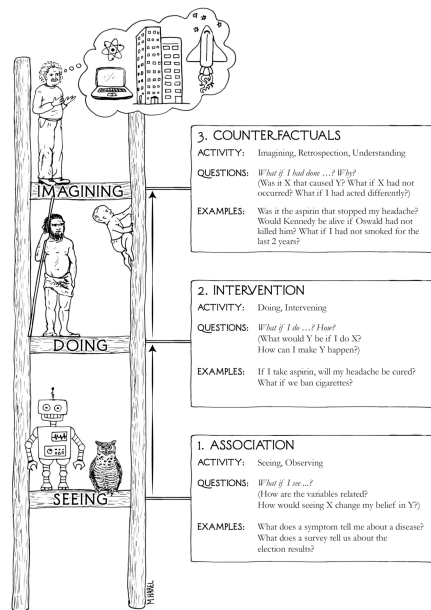 3. COUNTERFACTUALS
ACTIVITY: Imagining, Retrospection, Understanding
QUESTIONS: What if I had done …? Why?
(Was it X that caused Y? What if X had not
occurred? What if I had acted differently?)
EXAMPLES: Was it the aspirin that stopped my headache?
Would Kennedy be alive if Oswald had not
killed him? What if I had not smoked for the
last 2 years?
IMAGINING
2. INTERVENTION
ACTIVITY: Doing, Intervening
QUESTIONS: What if I do …? How?
(What would Y be if I do X?
How can I make Y happen?)
EXAMPLES: If I take aspirin, will my headache be cured?
What if we ban cigarettes?
DOING
1. ASSOCIATION
ACTIVITY: Seeing, Observing
QUESTIONS: What if I see ...?
(How are the variables related?
How would seeing X change my belief in Y?)
EXAMPLES: What does a symptom tell me about a disease?
What does a survey tell us about the
election results?
SEEING
M.HAREL